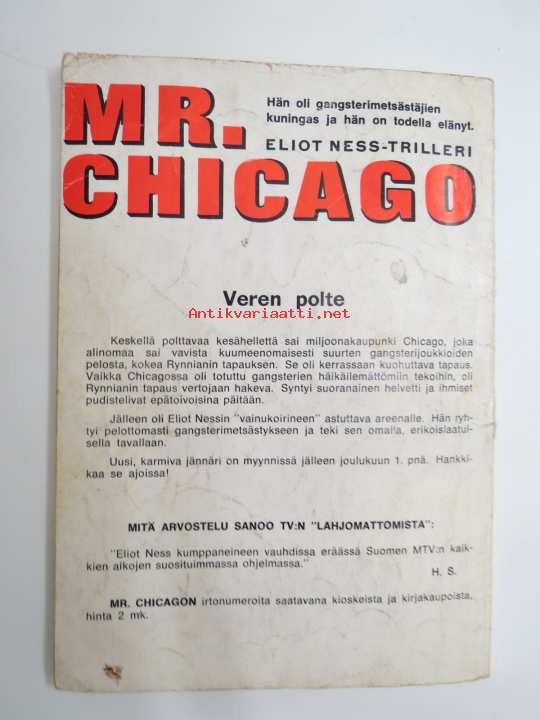 MR.
CHICAGO
Hän oli gangsterimetsästäjien
kuningas ja hän on todella elänyt.
ELIOT NESS-TRILLERI
Veren polte
Antikvariaatti.net
Keskellä polttavaa kesähellettä sai miljoonakaupunki Chicago, joka
alinomaa sai vavista kuumeenomaisesti suurten gangsterijoukkioiden
pelosta, kokea Rynnianin tapauksen. Se oli kerrassaan kuohuttava tapaus.
Vaikka Chicagossa oli totuttu gangsterien häikäilemättömiin tekoihin, oli
Rynnianin tapaus vertojaan hakeva. Syntyi suoranainen helvetti ja ihmiset
pudistelivat epätoivoisina päitään.
Jälleen oli Eliot Nessin "vainukoirineen" astuttava areenalle. Hän ryh-
tyi pelottomasti gangsterimetsästykseen ja teki sen omalla, erikoislaatui-
sella tavallaan.
Uusi, karmiva jännäri on myynnissä jälleen joulukuun 1. pnä. Hankki-
kaa se ajoissa!
MITÄ ARVOSTELU SANOO TV:N "LAHJOMATTOMISTA":
"Eliot Ness kumppaneineen vauhdissa eräässä Suomen MTV:n kaik-
kien aikojen suosituimmassa ohjelmassa."
H. S.
MR. CHICAGON irtonumeroita saatavana kioskeista ja kirjakaupoista,
hinta 2 mk.